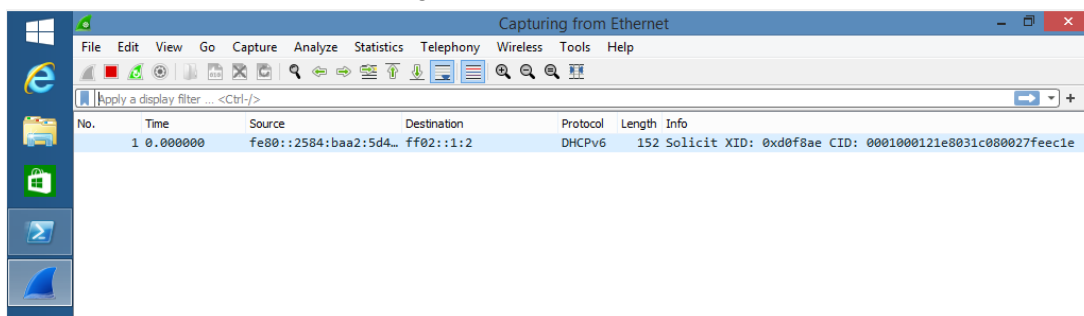 Capturing from Ethernet
File Edit View Go Capture Analyze Statistics Telephony Wireless Tools Help
Apply a display filter ... <Ctrl-/>
No. Time Source Destination Protocol Length Info
1 0.000000 fe80::2584:baa2:5d4… ff02::1:2 DHCPv6 152 Solicit XID: 0xd0f8ae CID: 0001000121e8031c080027feec1e